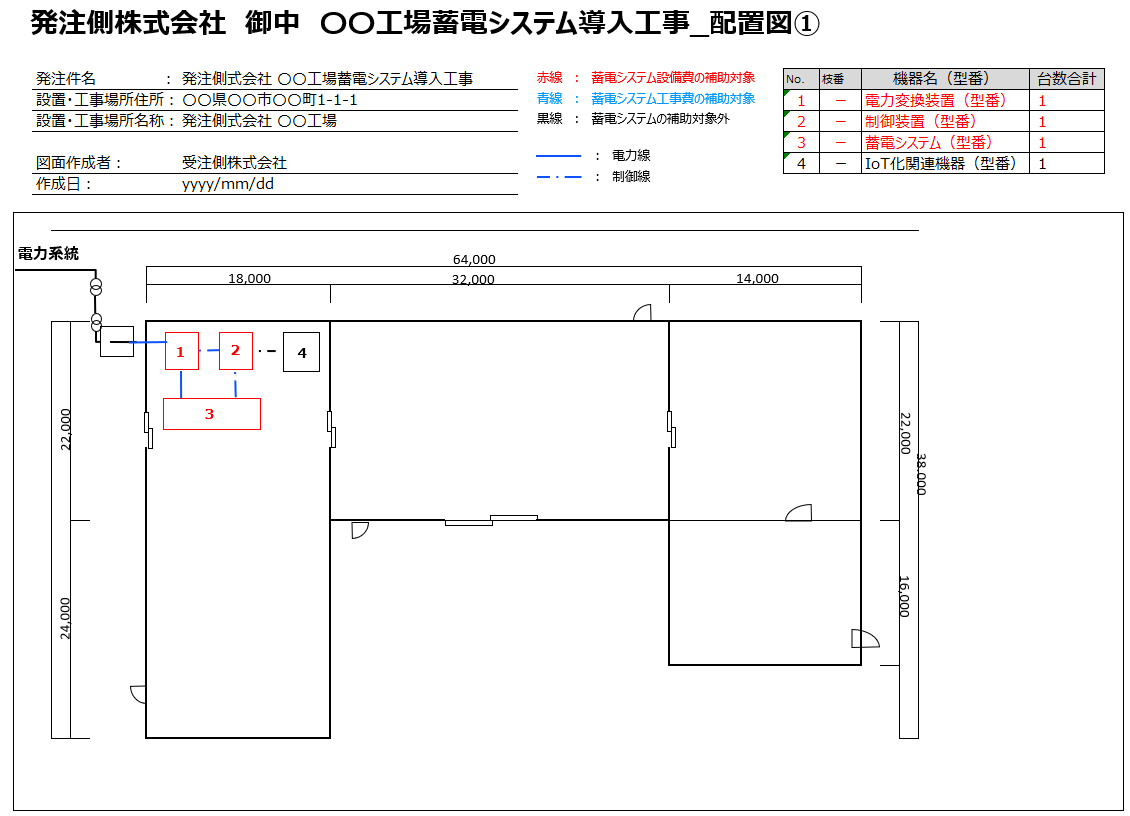 発注側株式会社 御中 〇〇工場蓄電システム導入工事_配置図①
発注件名 : 発注側式会社 〇〇工場蓄電システム導入工事
設置・工事場所住所: 〇〇県〇〇市〇〇町1-1-1
設置・工事場所名称: 発注側式会社 〇〇工場
図面作成者: 受注側株式会社
作成日: yyyy/mm/dd
赤線 : 蓄電システム設備費の補助対象
青線 : 蓄電システム工事費の補助対象
黒線 : 蓄電システムの補助対象外
: 電力線
: 制御線
No. 枝番 機器名(型番) 台数合計
1 － 電力変換装置(型番) 1
2 － 制御装置(型番) 1
3 － 蓄電システム(型番) 1
4 － IoT化関連機器(型番) 1
電力系統
64,000
18,000 32,000 14,000
1 2 4
3
22,000
24,000
22,000
38,000
16,000